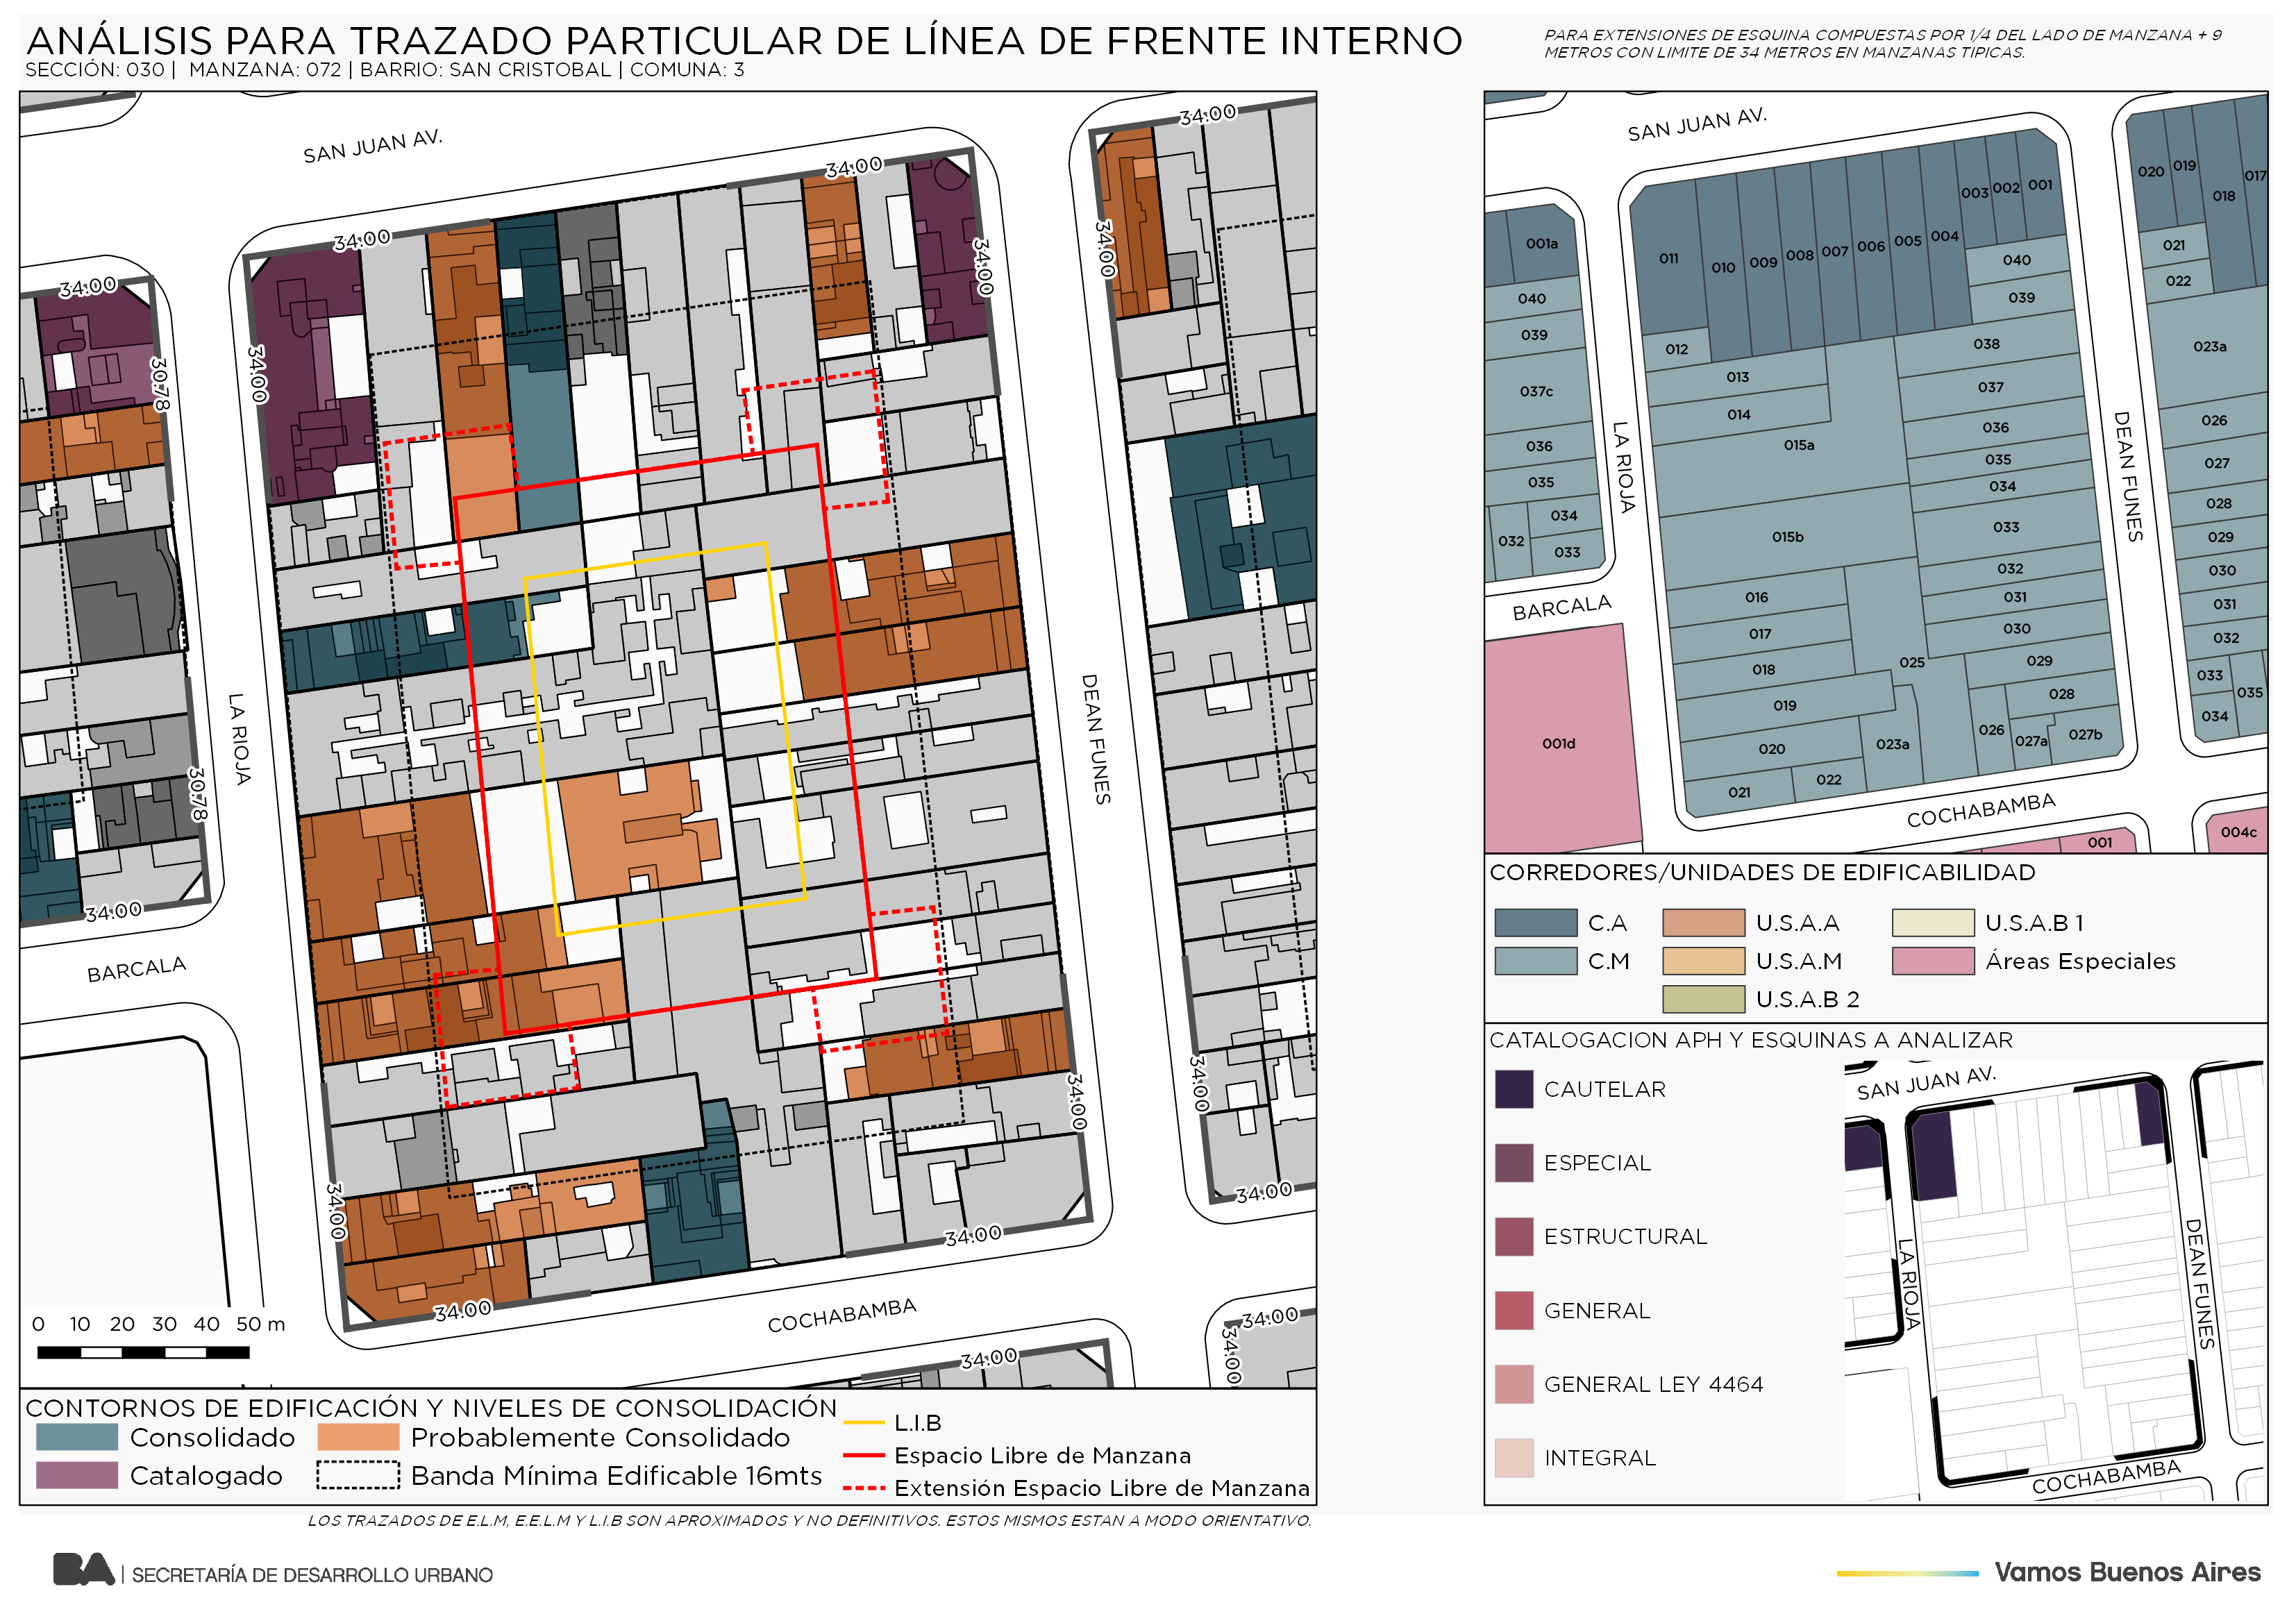 ANÁLISIS PARA TRAZADO PARTICULAR DE LÍNEA DE FRENTE INTERNO
SECCIÓN: 030 | MANZANA: 072 | BARRIO: SAN CRISTOBAL | COMUNA: 3
PARA EXTENSIONES DE ESQUINA COMPUESTAS POR 1/4 DEL LADO DE MANZANA + 9
METROS CON LIMITE DE 34 METROS EN MANZANAS TIPICAS.
SAN JUAN AV.
34.00
34.00
34.00
34.00
34.00
34.00
34.00
34.00
30.78
30.78
34.00
LA RIOJA
DEAN FUNES
BARCALA
34.00
34.00
34.00
34.00
34.00
34.00
COCHABAMBA
34.00
34.00
34.00
0 10 20 30 40 50 m
CONTORNOS DE EDIFICACIÓN Y NIVELES DE CONSOLIDACIÓN
Consolidado
Probablemente Consolidado
Catalogado
Banda Mínima Edificable 16mts
L.I.B
Espacio Libre de Manzana
Extensión Espacio Libre de Manzana
LOS TRAZADOS DE E.L.M, E.E.L.M Y L.I.B SON APROXIMADOS Y NO DEFINITIVOS. ESTOS MISMOS ESTAN A MODO ORIENTATIVO.
SAN JUAN AV.
001a
040
039
037c
036
035
034
032
033
011
010
009
008
007
006
005
004
003
002
001
040
039
012
013
014
015a
015b
016
017
018
019
020
021
022
023a
025
026
027a
027b
028
029
030
031
032
033
034
035
036
037
038
020
019
018
017
021
022
023a
026
027
028
029
030
031
032
033
034
035
LA RIOJA
DEAN FUNES
BARCALA
001d
COCHABAMBA
001
004c
CORREDORES/UNIDADES DE EDIFICABILIDAD
C.A
U.S.A.A
U.S.A.B 1
C.M
U.S.A.M
Áreas Especiales
U.S.A.B 2
CATALOGACION APH Y ESQUINAS A ANALIZAR
CAUTELAR
ESPECIAL
ESTRUCTURAL
GENERAL
GENERAL LEY 4464
INTEGRAL
SAN JUAN AV.
LA RIOJA
DEAN FUNES
COCHABAMBA
BA | SECRETARÍA DE DESARROLLO URBANO
Vamos Buenos Aires